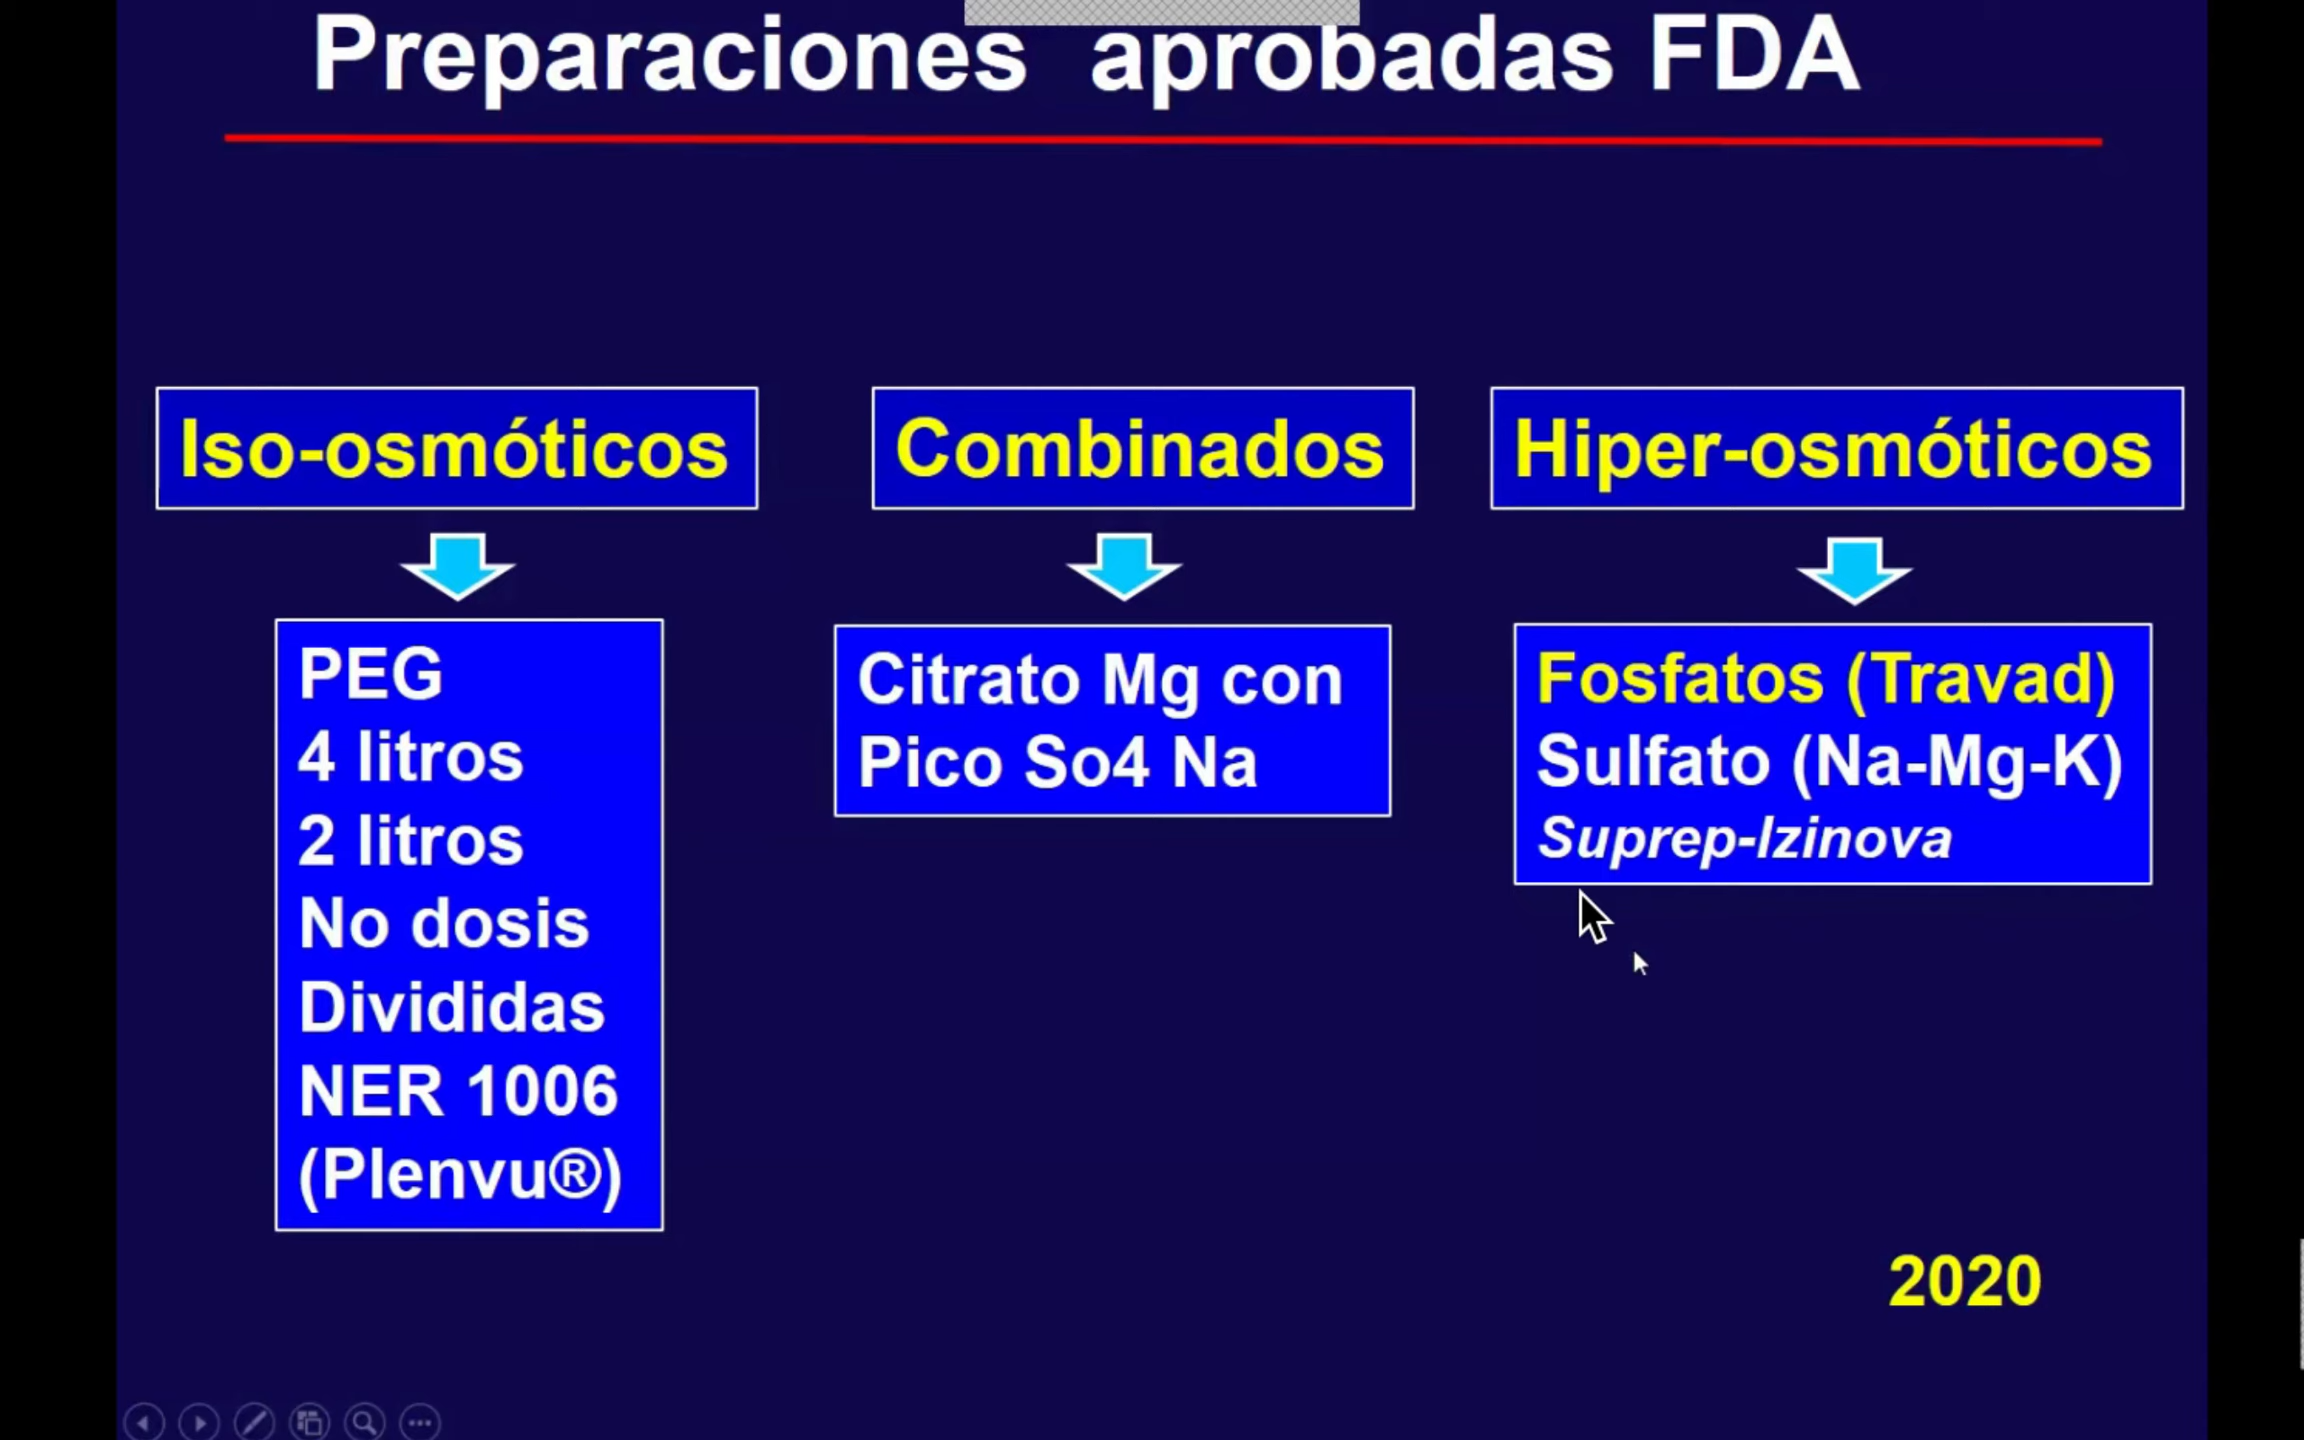 Preparaciones aprobadas FDA
Iso-osmóticos
PEG
4 litros
2 litros
No dosis
Divididas
NER 1006
(Plenvu®)
Combinados
Citrato Mg con
Pico So4 Na
Hiper-osmóticos
Fosfatos (Travad)
Sulfato (Na-Mg-K)
Suprep-Izinova
2020